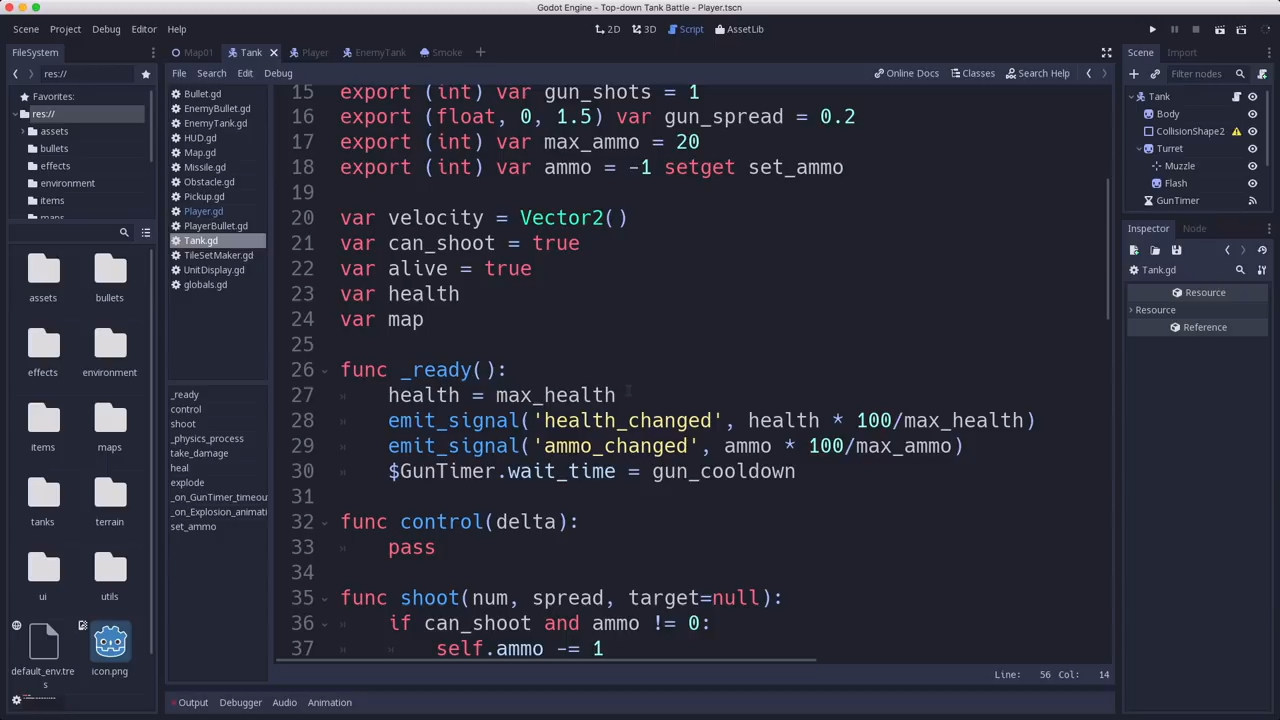 Godot Engine - Top-down Tank Battle - Player.tscn
Scene Project Debug Editor Help
2D 3D Script AssetLib
FileSystem
res://
Favorites:
res://
assets
bullets
effects
environment
items
maps
assets
bullets
effects
environment
items
maps
tanks
terrain
ui
utils
default_env.tres
icon.png
Map01 Tank Player EnemyTank Smoke
File Search Edit Debug
Online Docs Classes Search Help
Bullet.gd
EnemyBullet.gd
EnemyTank.gd
HUD.gd
Map.gd
Missile.gd
Obstacle.gd
Pickup.gd
Player.gd
PlayerBullet.gd
Tank.gd
TileSetMaker.gd
UnitDisplay.gd
globals.gd
_ready
control
shoot
_physics_process
take_damage
heal
explode
_on_GunTimer_timeou
_on_Explosion_animati
set_ammo
15 export (int) var gun_shots = 1
16 export (float, 0, 1.5) var gun_spread = 0.2
17 export (int) var max_ammo = 20
18 export (int) var ammo = -1 setget set_ammo
19
20 var velocity = Vector2()
21 var can_shoot = true
22 var alive = true
23 var health
24 var map
25
26 func _ready():
27 health = max_health
28 emit_signal('health_changed', health * 100/max_health)
29 emit_signal('ammo_changed', ammo * 100/max_ammo)
30 $GunTimer.wait_time = gun_cooldown
31
32 func control(delta):
33 pass
34
35 func shoot(num, spread, target=null):
36 if can_shoot and ammo != 0:
37 self.ammo -= 1
Line: 56 Col: 14
Output Debugger Audio Animation
Scene Import
Filter nodes
Tank
Body
CollisionShape2
Turret
Muzzle
Flash
GunTimer
Inspector Node
Tank.gd
Resource
Resource
Reference